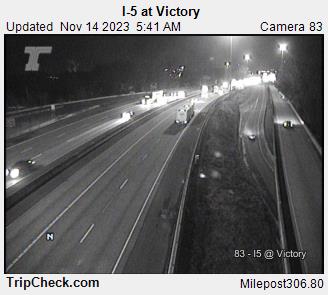 I-5 at Victory
Updated Nov 14 2023 5:41 AM Camera 83
T
N
83 - I5 @ Victory
TripCheck.com Milepost306.80